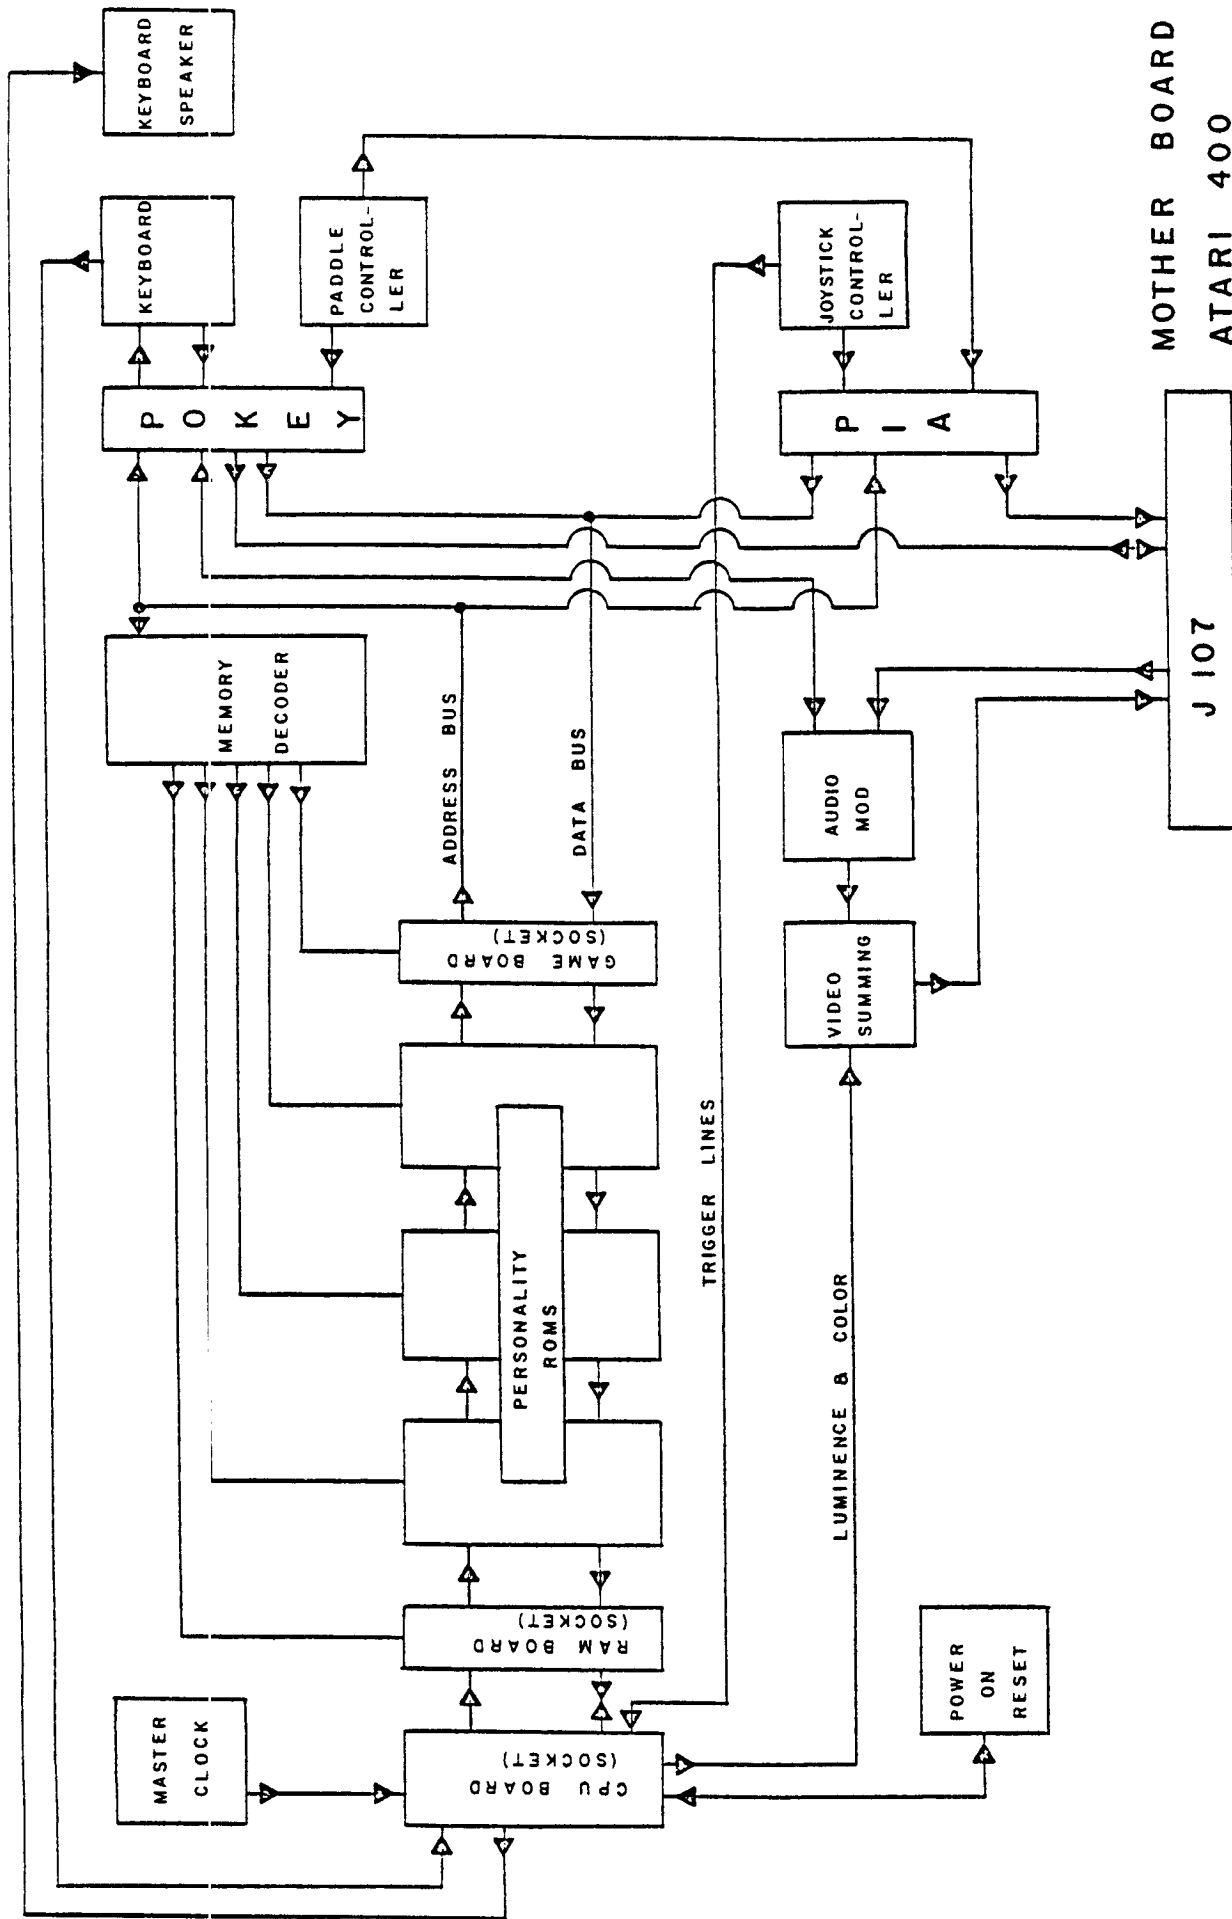 KEYBOARD
SPEAKER
KEYBOARD
PADDLE
CONTROL-
LER
POKEY
JOYSTICK
CONTROL-
LER
PIA
MEMORY
DECODER
ADDRESS BUS
DATA BUS
AUDIO
MOD
VIDEO
SUMMING
J 107
GAME BOARD
(SOCKET)
PERSONALITY
ROMS
TRIGGER LINES
LUMINENCE & COLOR
RAM BOARD
(SOCKET)
MASTER
CLOCK
CPU BOARD
(SOCKET)
POWER
ON
RESET
MOTHER BOARD
ATARI 400